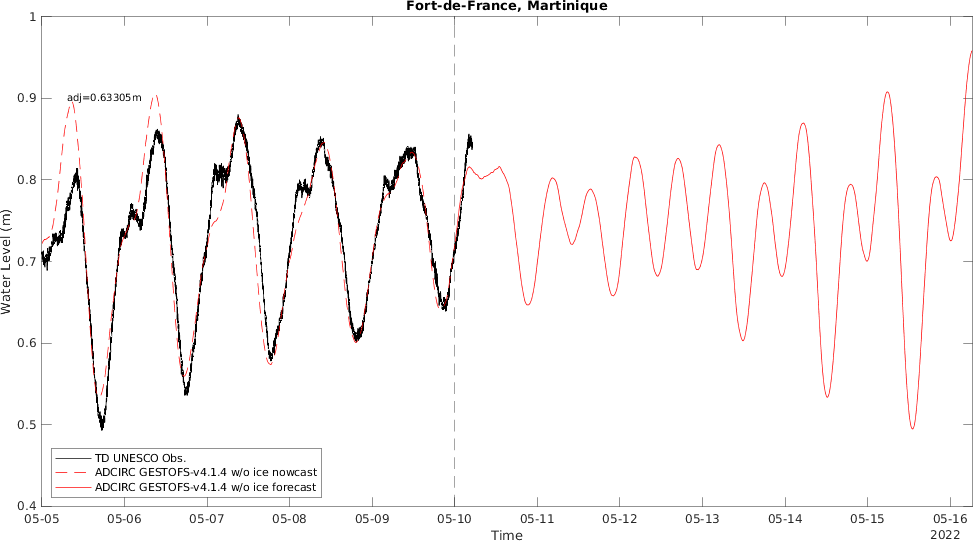 Fort-de-France, Martinique
1
0.9
0.8
0.7
0.6
0.5
0.4
Water Level (m)
adj=0.63305m
TD UNESCO Obs.
ADCIRC GESTOFS-v4.1.4 w/o ice nowcast
ADCIRC GESTOFS-v4.1.4 w/o ice forecast
05-05 05-06 05-07 05-08 05-09 05-10 05-11 05-12 05-13 05-14 05-15 05-16
Time 2022